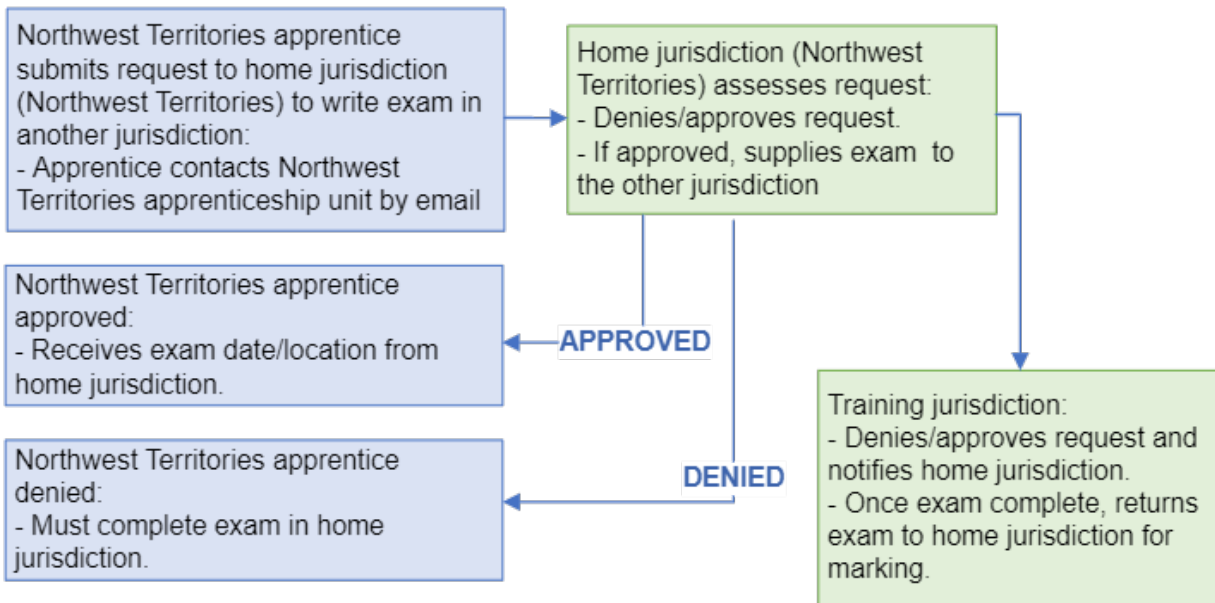 Northwest Territories apprentice
submits request to home jurisdiction
(Northwest Territories) to write exam in
another jurisdiction:
- Apprentice contacts Northwest
Territories apprenticeship unit by email
Home jurisdiction (Northwest
Territories) assesses request:
- Denies/approves request.
- If approved, supplies exam to
the other jurisdiction
Northwest Territories apprentice
approved:
- Receives exam date/location from
home jurisdiction.
APPROVED
Northwest Territories apprentice
denied:
- Must complete exam in home
jurisdiction.
DENIED
Training jurisdiction:
- Denies/approves request and
notifies home jurisdiction.
- Once exam complete, returns
exam to home jurisdiction for
marking.